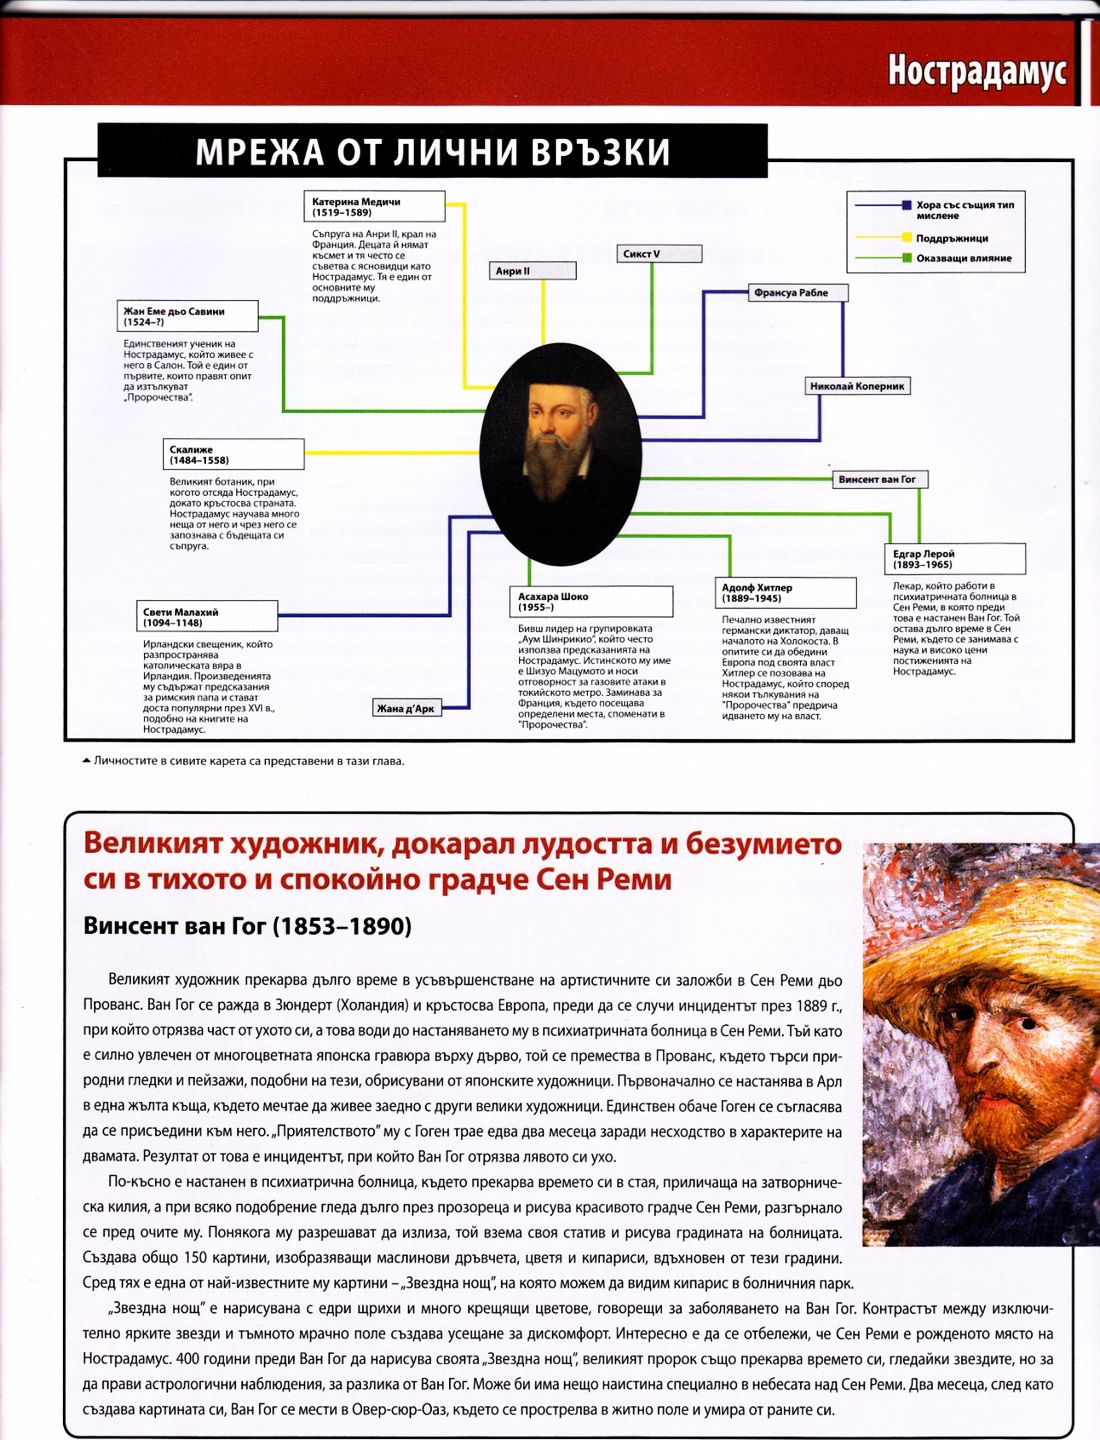 Нострадамус
МРЕЖА ОТ ЛИЧНИ ВРЪЗКИ
Катерина Медичи
(1519–1589)
Съпруга на Анри II, крал на
Франция. Децата ѝ нямат
късмет и тя често се
съветва с ясновидци като
Нострадамус. Тя е един от
основните му
поддръжници.
Анри II
Сикст V
Хора със същия тип
мислене
Поддръжници
Оказващи влияние
Франсуа Рабле
Николай Коперник
Жан Еме дьо Савини
(1524–?)
Единственият ученик на
Нострадамус, който живее с
него в Салон. Той е един от
първите, които правят опит
да изтълкуват
„Пророчества“.
Скалиже
(1484–1558)
Великият ботаник, при
когото отсяда Нострадамус,
докато кръстосва страната.
Нострадамус научава много
неща от него и чрез него се
запознава с бъдещата си
съпруга.
Винсент ван Гог
Едгар Лерой
(1893–1965)
Лекар, който работи в
психиатричната болница в
Сен Реми, в която преди
това е настанен Ван Гог. Той
остава дълго време в Сен
Реми, където се занимава с
наука и високо цени
постиженията на
Нострадамус.
Свети Малахий
(1094–1148)
Ирландски свещеник, който
разпространява
католическата вяра в
Ирландия. Произведенията
му съдържат предсказания
за римския папа и стават
доста популярни през XVI в.,
подобно на книгите на
Нострадамус.
Жана д’Арк
Асахара Шоко
(1955–)
Бивш лидер на групировката
„Аум Шинрикио“, който често
използва предсказанията на
Нострадамус. Истинското му име
е Шизуо Мацумото и носи
отговорност за газовите атаки в
токийското метро. Заминава за
Франция, където посещава
определени места, споменати в
"Пророчества".
Адолф Хитлер
(1889–1945)
Печално известният
германски диктатор, даващ
началото на Холокоста. В
опитите си да обедини
Европа под своята власт
Хитлер се позовава на
Нострадамус, който според
някои тълкувания на
"Пророчества" предрича
идването му на власт.
Личностите в сивите карета са представени в тази глава.
Великият художник, докарал лудостта и безумието
си в тихото и спокойно градче Сен Реми
Винсент ван Гог (1853–1890)
Великият художник прекарва дълго време в усъвършенстване на артистичните си заложби в Сен Реми дьо
Прованс. Ван Гог се ражда в Зюндерт (Холандия) и кръстосва Европа, преди да се случи инцидентът през 1889 г.,
при който отрязва част от ухото си, а това води до настаняването му в психиатричната болница в Сен Реми. Тъй като
е силно увлечен от многоцветната японска гравюра върху дърво, той се премества в Прованс, където търси при-
родни гледки и пейзажи, подобни на тези, обрисувани от японските художници. Първоначално се настанява в Арл
в една жълта къща, където мечтае да живее заедно с други велики художници. Единствен обаче Гоген се съгласява
да се присъедини към него. „Приятелството“ му с Гоген трае едва два месеца заради несходство в характерите на
двамата. Резултат от това е инцидентът, при който Ван Гог отрязва лявото си ухо.
По-късно е настанен в психиатрична болница, където прекарва времето си в стая, приличаща на затворниче-
ска килия, а при всяко подобрение гледа дълго през прозореца и рисува красивото градче Сен Реми, разгърнало
се пред очите му. Понякога му разрешават да излиза, той взема своя статив и рисува градината на болницата.
Създава общо 150 картини, изобразяващи маслинови дръвчета, цветя и кипариси, вдъхновен от тези градини.
Сред тях е една от най-известните му картини – „Звездна нощ“, на която можем да видим кипарис в болничния парк.
„Звездна нощ“ е нарисувана с едри щрихи и много крещящи цветове, говорещи за заболяването на Ван Гог. Контрастът между изключи-
телно ярките звезди и тъмното мрачно поле създава усещане за дискомфорт. Интересно е да се отбележи, че Сен Реми е рожденото място на
Нострадамус. 400 години преди Ван Гог да нарисува своята „Звездна нощ“, великият пророк също прекарва времето си, гледайки звездите, но за
да прави астрологични наблюдения, за разлика от Ван Гог. Може би има нещо наистина специално в небесата над Сен Реми. Два месеца, след като
създава картината си, Ван Гог се мести в Овер-сюр-Оаз, където се прострелва в житно поле и умира от раните си.